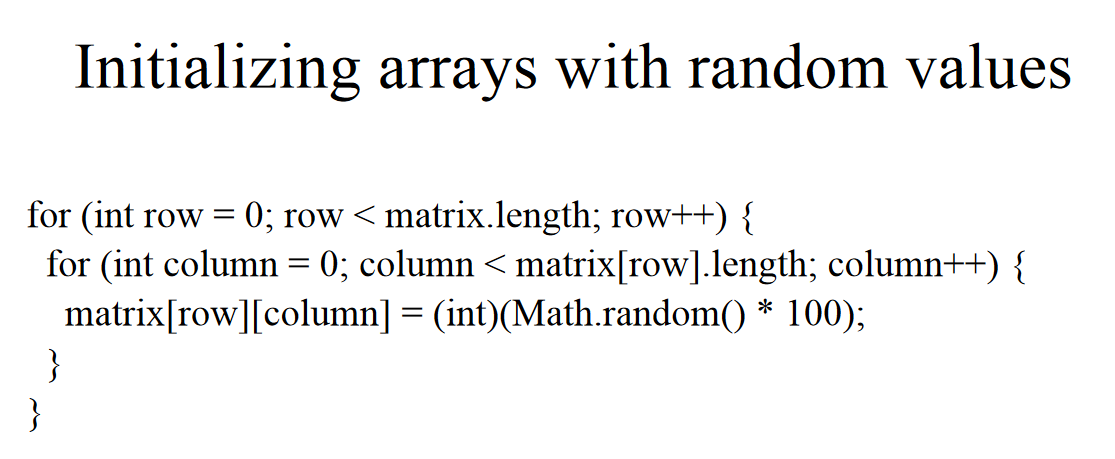 Initializing arrays with random values
for (int row = 0; row < matrix.length; row++) {
for (int column = 0; column < matrix[row].length; column++) {
matrix[row][column] = (int)(Math.random() * 100);
}
}